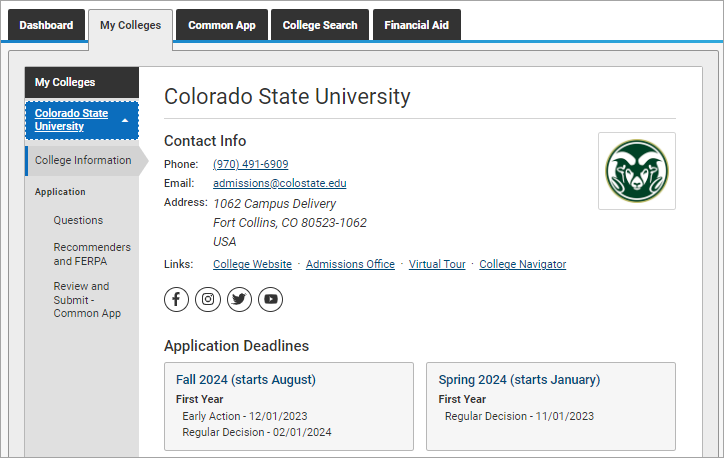 Dashboard
My Colleges
Common App
College Search
Financial Aid
My Colleges
Colorado State
University
College Information
Application
Questions
Recommenders
and FERPA
Review and
Submit -
Common App
Colorado State University
Contact Info
Phone: (970) 491-6909
Email: admissions@colostate.edu
Address: 1062 Campus Delivery
Fort Collins, CO 80523-1062
USA
Links: College Website · Admissions Office · Virtual Tour · College Navigator
Application Deadlines
Fall 2024 (starts August)
First Year
Early Action - 12/01/2023
Regular Decision - 02/01/2024
Spring 2024 (starts January)
First Year
Regular Decision - 11/01/2023